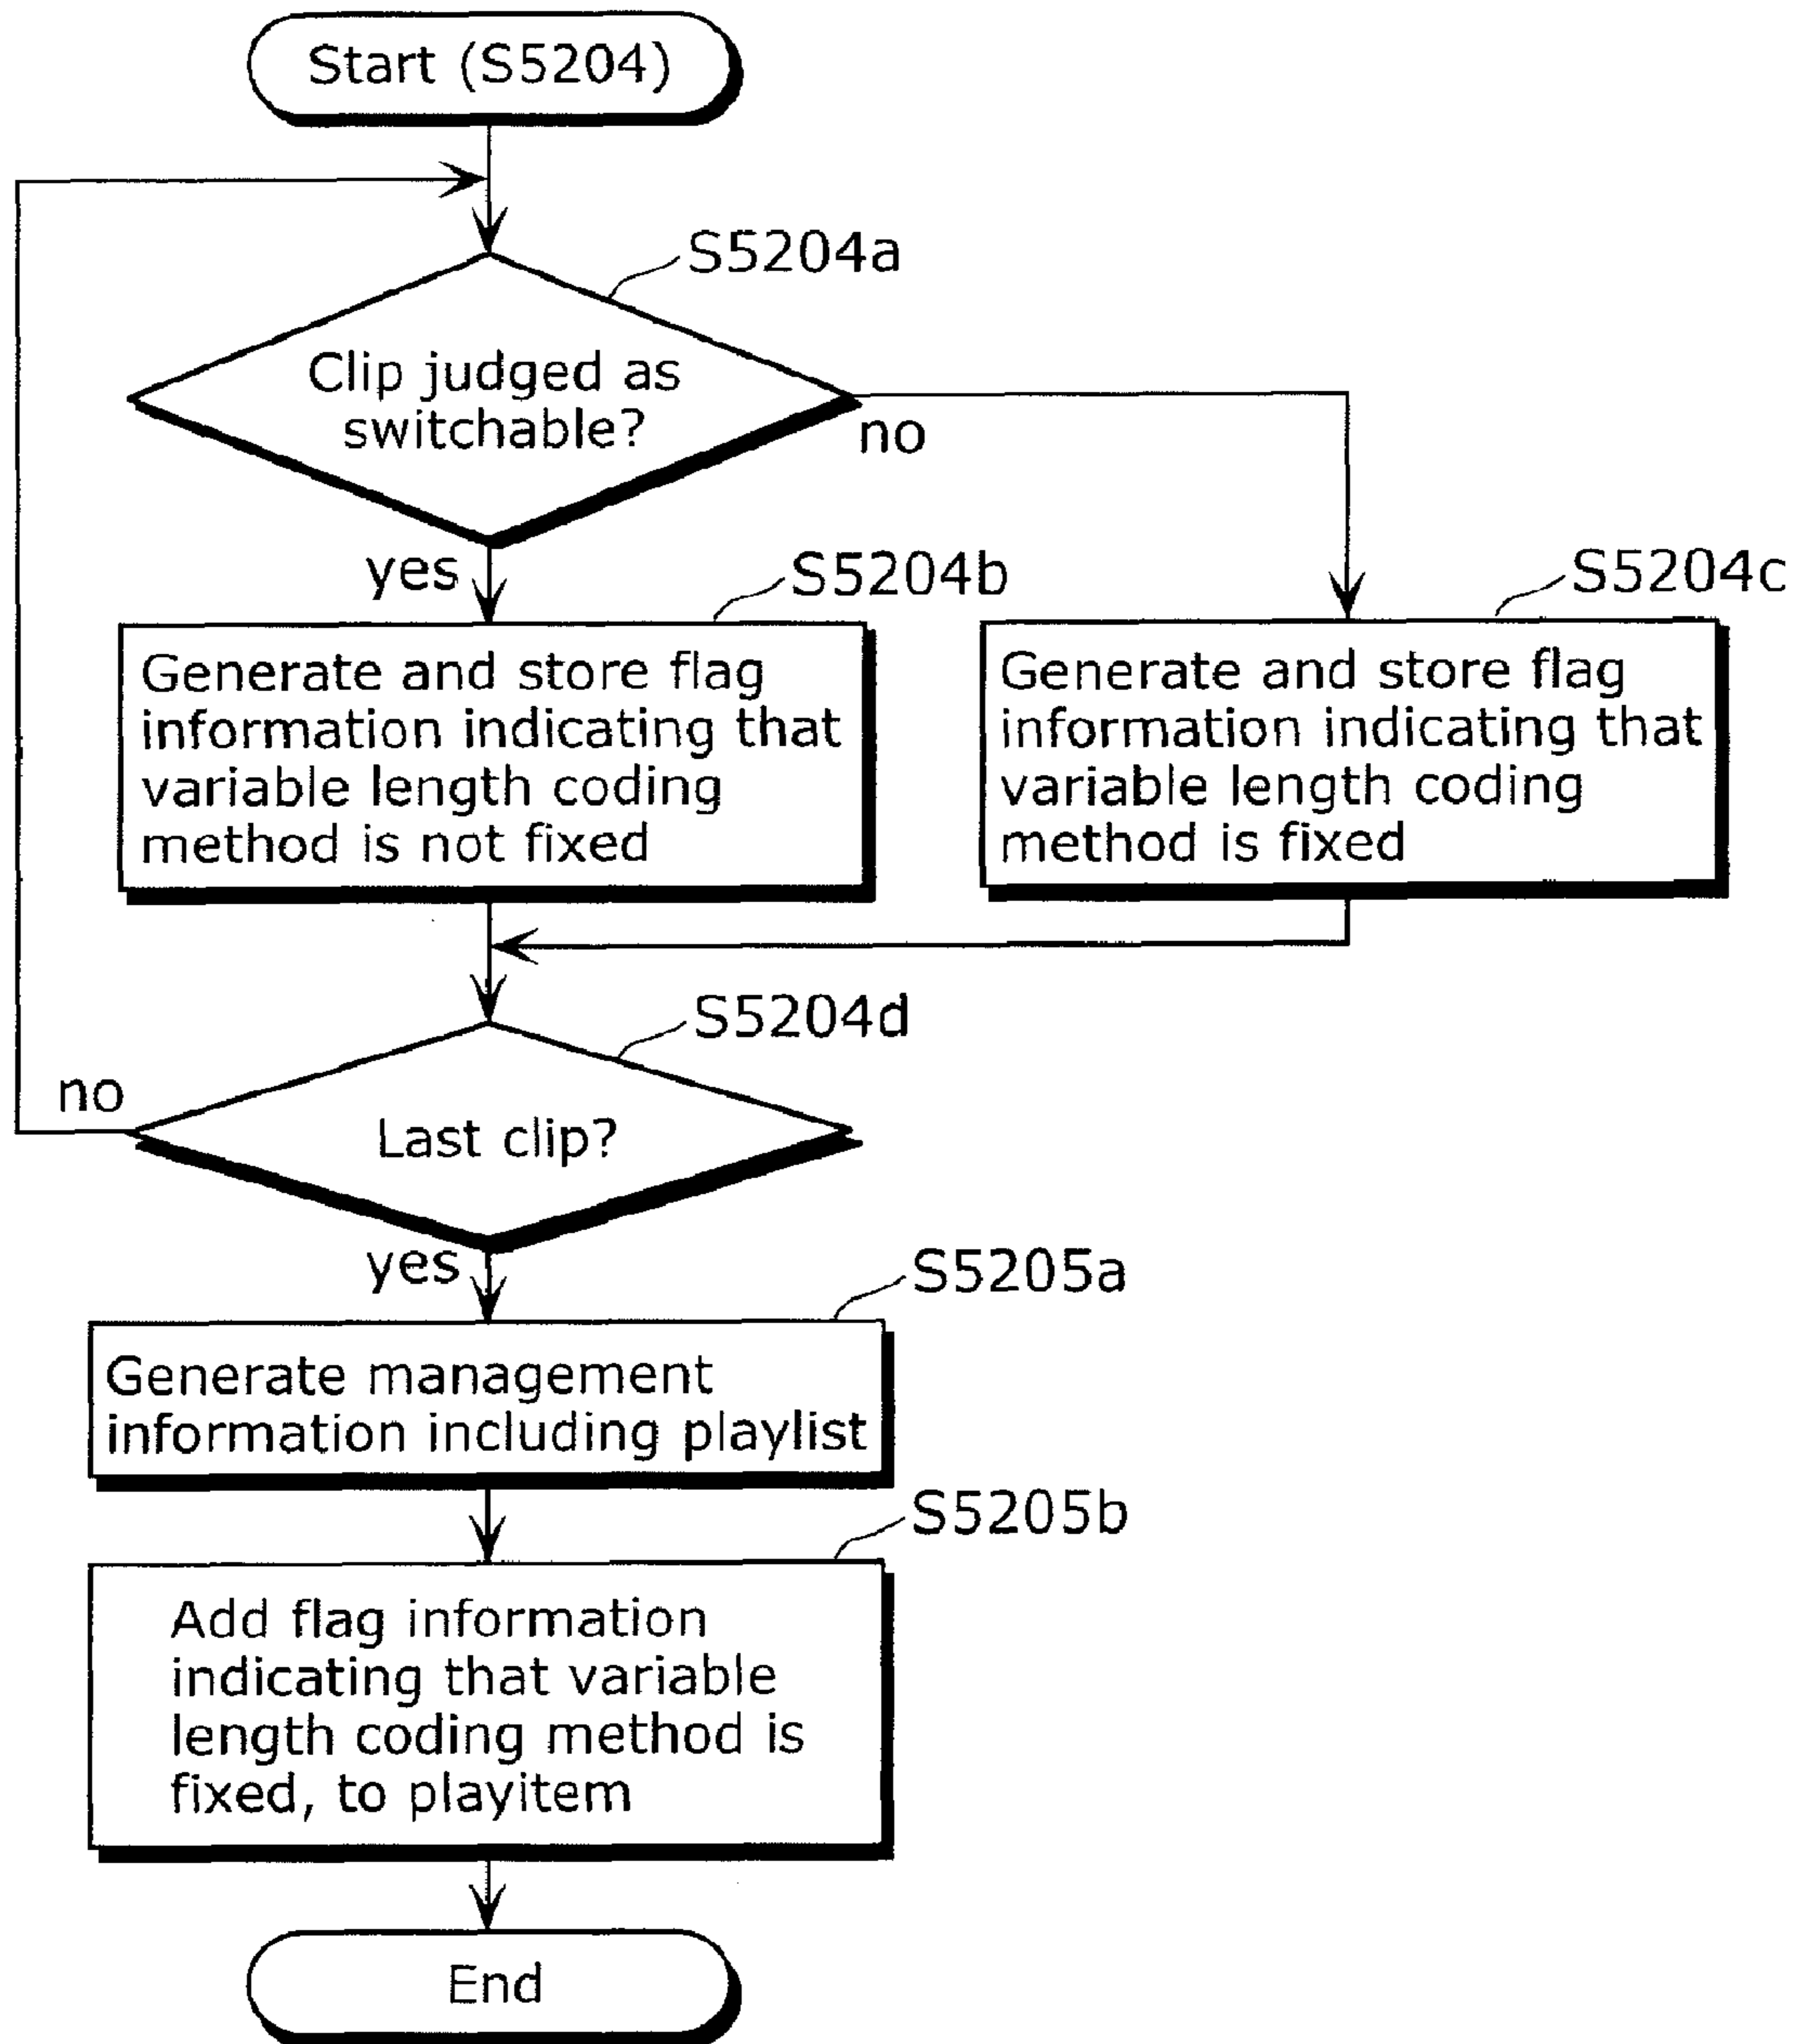 Start (S5204)
S5204a
Clip judged as
switchable?
no
yes
S5204b
S5204c
Generate and store flag
information indicating that
variable length coding
method is not fixed
Generate and store flag
information indicating that
variable length coding
method is fixed
S5204d
no
Last clip?
yes
S5205a
Generate management
information including playlist
S5205b
Add flag information
indicating that variable
length coding method is
fixed, to playitem
End